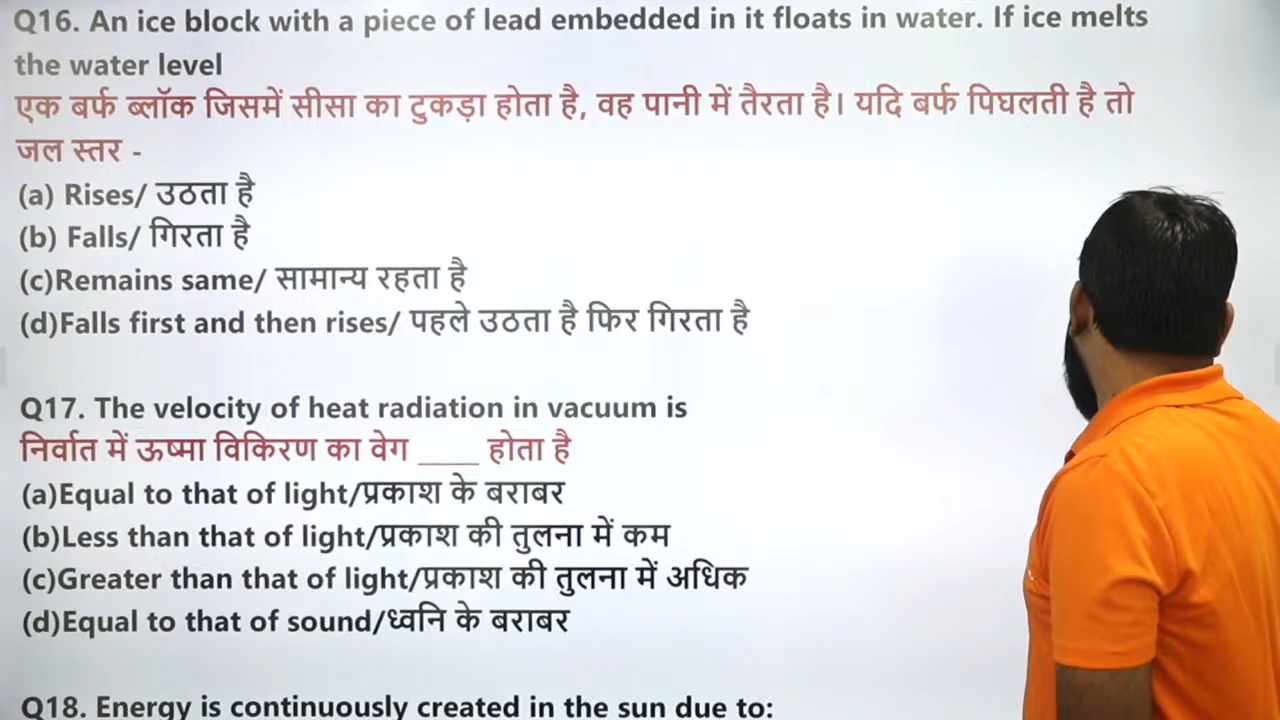 Q16. An ice block with a piece of lead embedded in it floats in water. If ice melts
the water level
एक बर्फ ब्लॉक जिसमें सीसा का टुकड़ा होता है, वह पानी में तैरता है। यदि बर्फ पिघलती है तो
जल स्तर -
(a) Rises/ उठता है
(b) Falls/ गिरता है
(c)Remains same/ सामान्य रहता है
(d)Falls first and then rises/ पहले उठता है फिर गिरता है
Q17. The velocity of heat radiation in vacuum is
निर्वात में ऊष्मा विकिरण का वेग ____ होता है
(a)Equal to that of light/प्रकाश के बराबर
(b)Less than that of light/प्रकाश की तुलना में कम
(c)Greater than that of light/प्रकाश की तुलना में अधिक
(d)Equal to that of sound/ध्वनि के बराबर
Q18. Energy is continuously created in the sun due to: